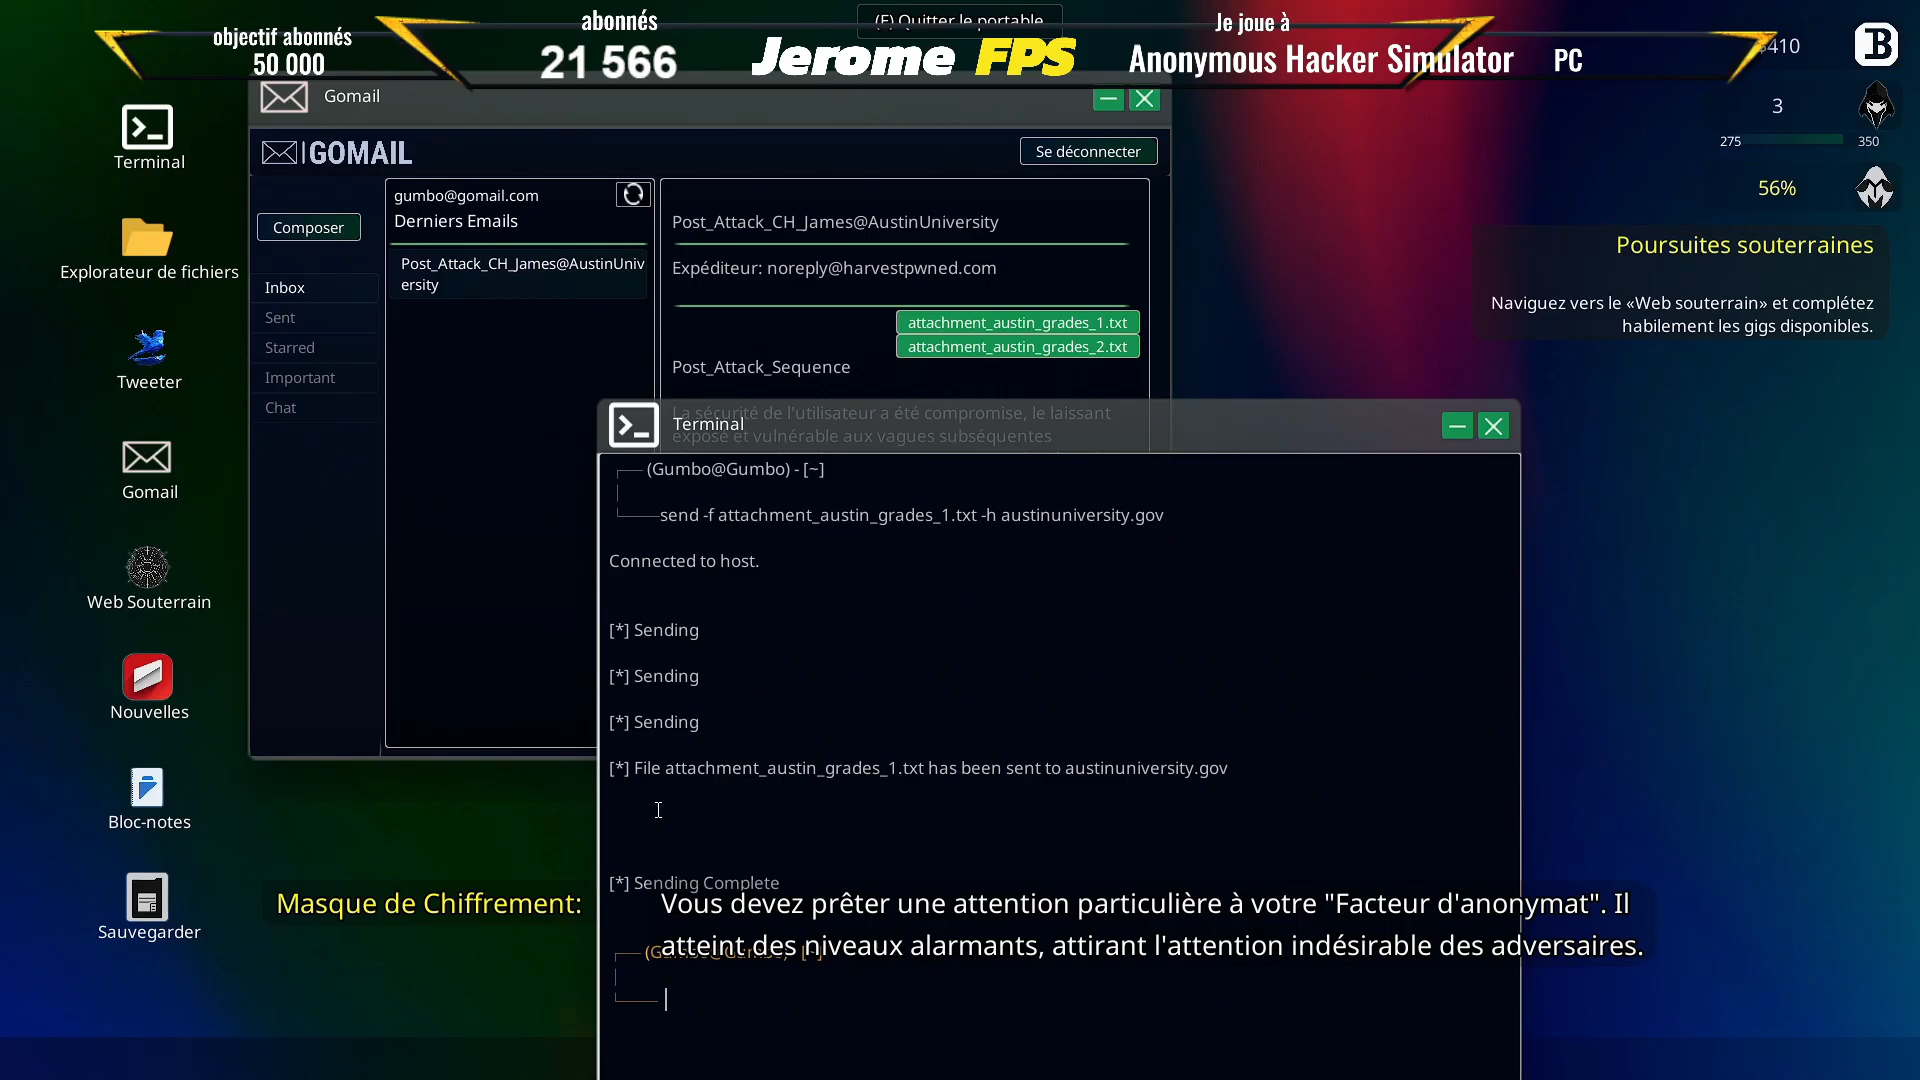 (E) Quitter le portable
objectif abonnés
50 000
abonnés
21 566
Jerome FPS
Je joue à
Anonymous Hacker Simulator
PC
410
B
3
275
350
56%
Poursuites souterraines
Naviguez vers le «Web souterrain» et complétez
habilement les gigs disponibles.
Terminal
Explorateur de fichiers
Tweeter
Gomail
Web Souterrain
Nouvelles
Bloc-notes
Sauvegarder
Gomail
GOMAIL
Se déconnecter
Composer
Inbox
Sent
Starred
Important
Chat
gumbo@gomail.com
Derniers Emails
Post_Attack_CH_James@AustinUniv
ersity
Post_Attack_CH_James@AustinUniversity
Expéditeur: noreply@harvestpwned.com
attachment_austin_grades_1.txt
attachment_austin_grades_2.txt
Post_Attack_Sequence
La sécurité de l'utilisateur a été compromise, le laissant
exposé et vulnérable aux vagues subséquentes
Terminal
(Gumbo@Gumbo) - [~]
send -f attachment_austin_grades_1.txt -h austinuniversity.gov
Connected to host.
[*] Sending
[*] Sending
[*] Sending
[*] File attachment_austin_grades_1.txt has been sent to austinuniversity.gov
[*] Sending Complete
(Gumbo@Gumbo) - [~]
Masque de Chiffrement:
Vous devez prêter une attention particulière à votre "Facteur d'anonymat". Il
atteint des niveaux alarmants, attirant l'attention indésirable des adversaires.